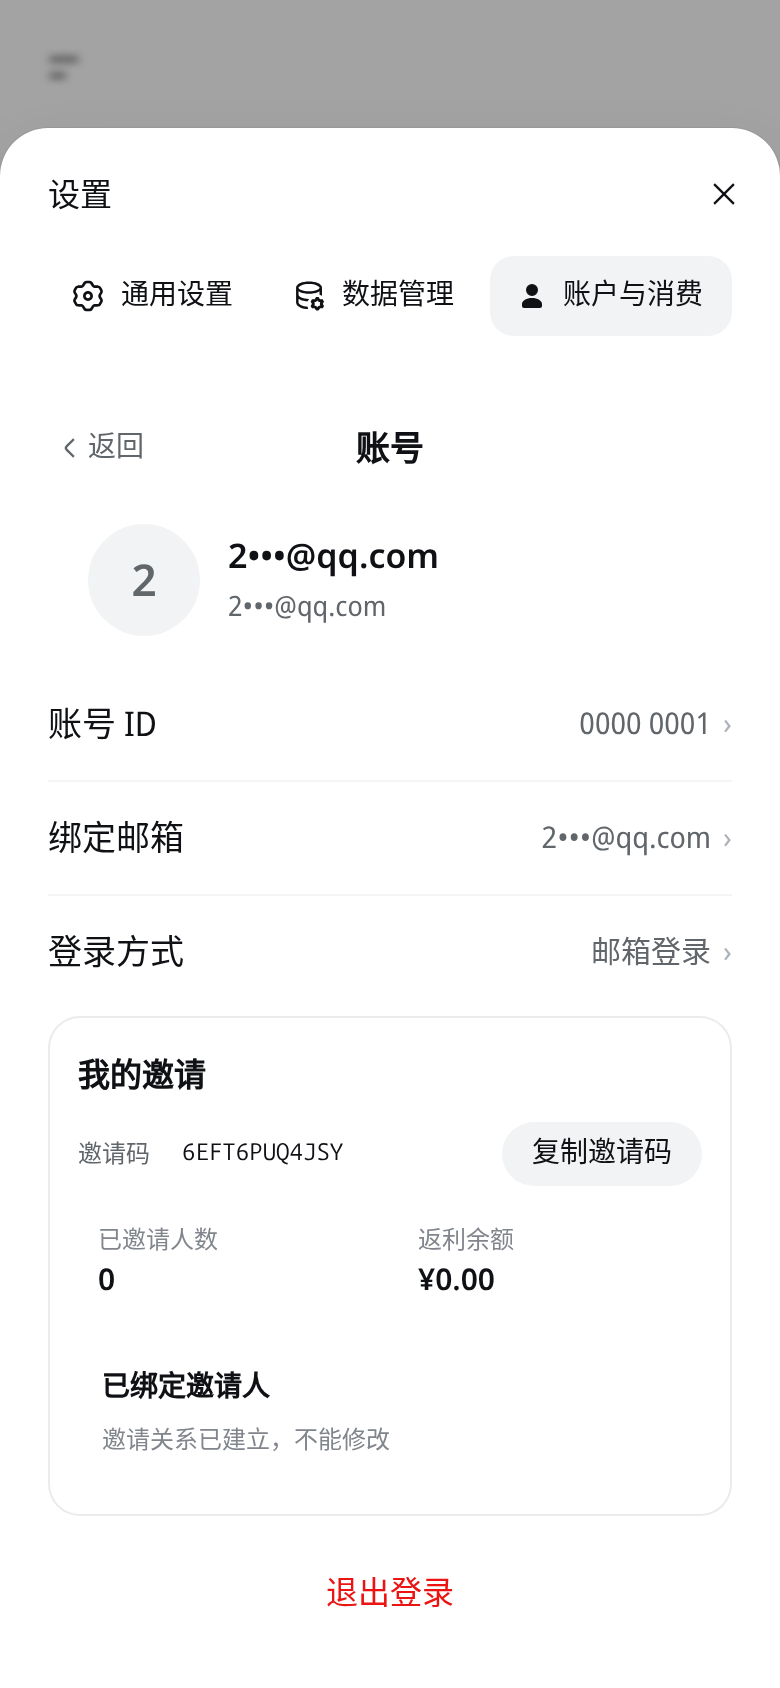 设置
通用设置
数据管理
账户与消费
返回
账号
2
2•••@qq.com
2•••@qq.com
账号 ID
0000 0001
绑定邮箱
2•••@qq.com
登录方式
邮箱登录
我的邀请
邀请码 6EFT6PUQ4JSY
复制邀请码
已邀请人数
返利余额
0
¥0.00
已绑定邀请人
邀请关系已建立，不能修改
退出登录